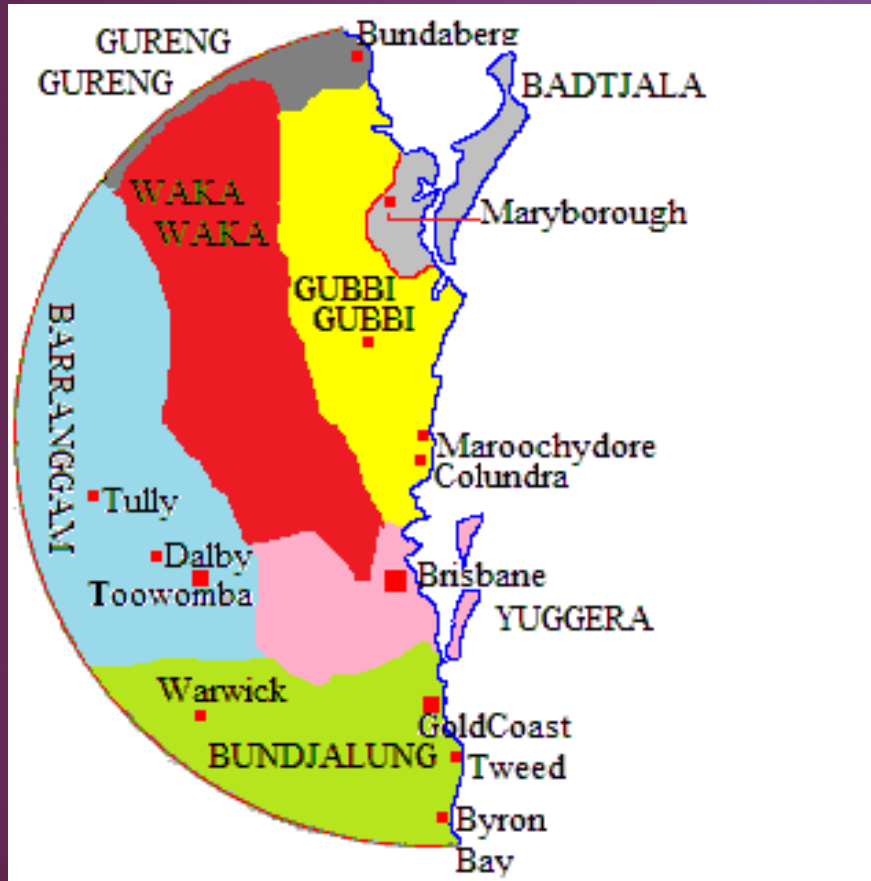 GURENG
GURENG
Bundaberg
BADTJALA
WAKA
WAKA
Maryborough
GUBBI
GUBBI
BARRANGGAM
Maroochydore
Colundra
Tully
Dalby
Toowomba
Brisbane
YUGGERA
Warwick
GoldCoast
BUNDJALUNG
Tweed
Byron
Bay